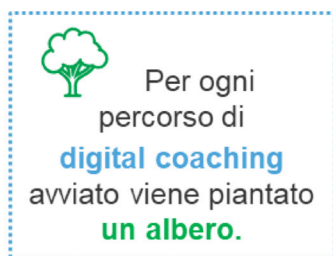 Per ogni
percorso di
digital coaching
avviato viene piantato
un albero.